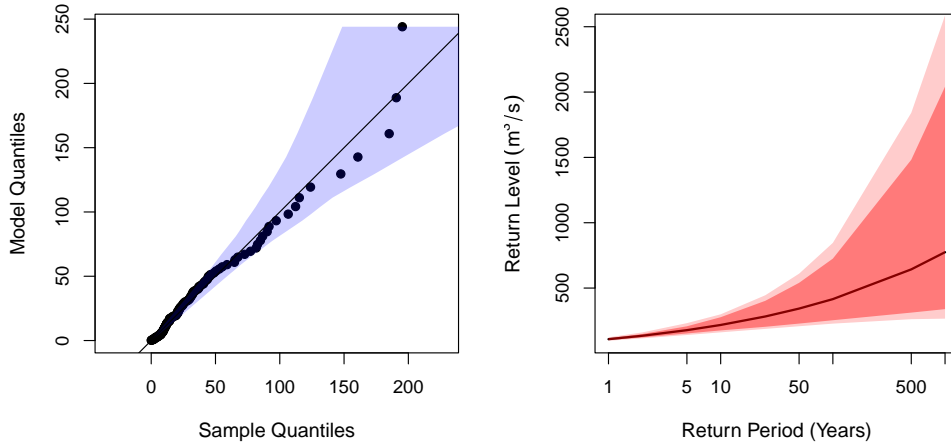 250
200
150
100
50
0
Model Quantiles
0 50 100 150 200
Sample Quantiles
2500
2000
1500
1000
500
Return Level (m³/s)
1 5 10 50 500
Return Period (Years)